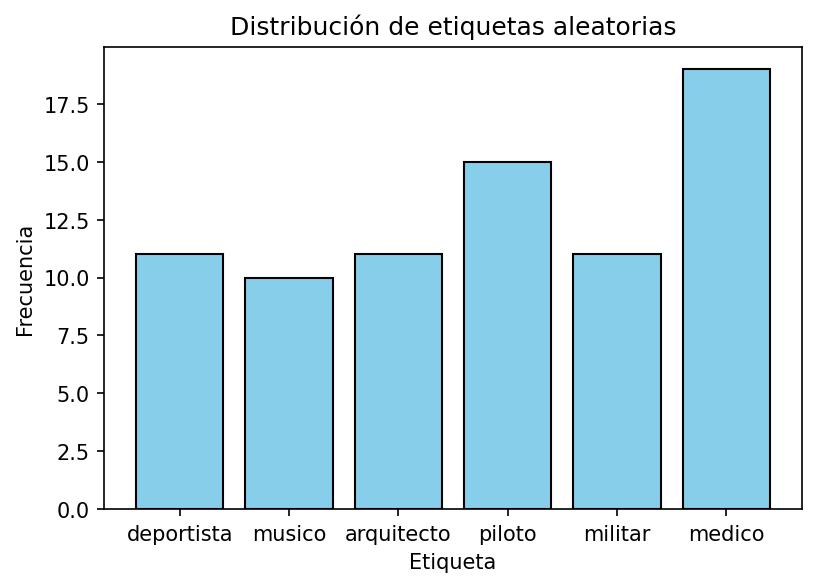 Distribución de etiquetas aleatorias
Frecuencia
17.5
15.0
12.5
10.0
7.5
5.0
2.5
0.0
deportista musico arquitecto piloto militar medico
Etiqueta